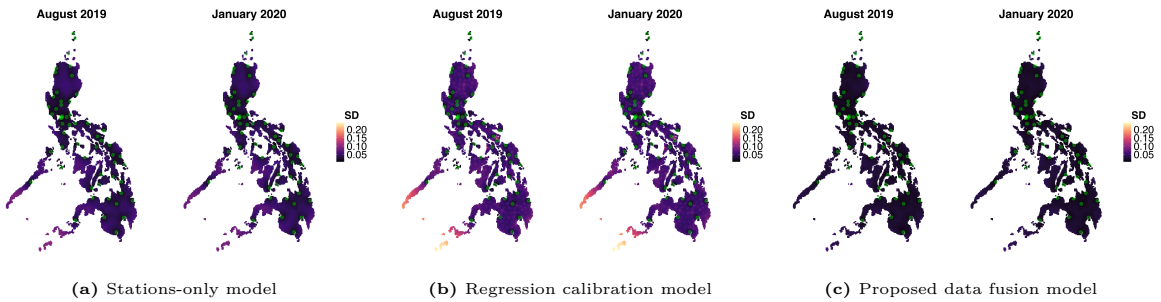 August 2019
January 2020
SD
0.20
0.15
0.10
0.05
(a) Stations-only model
August 2019
January 2020
SD
0.20
0.15
0.10
0.05
(b) Regression calibration model
August 2019
January 2020
SD
0.20
0.15
0.10
0.05
(c) Proposed data fusion model